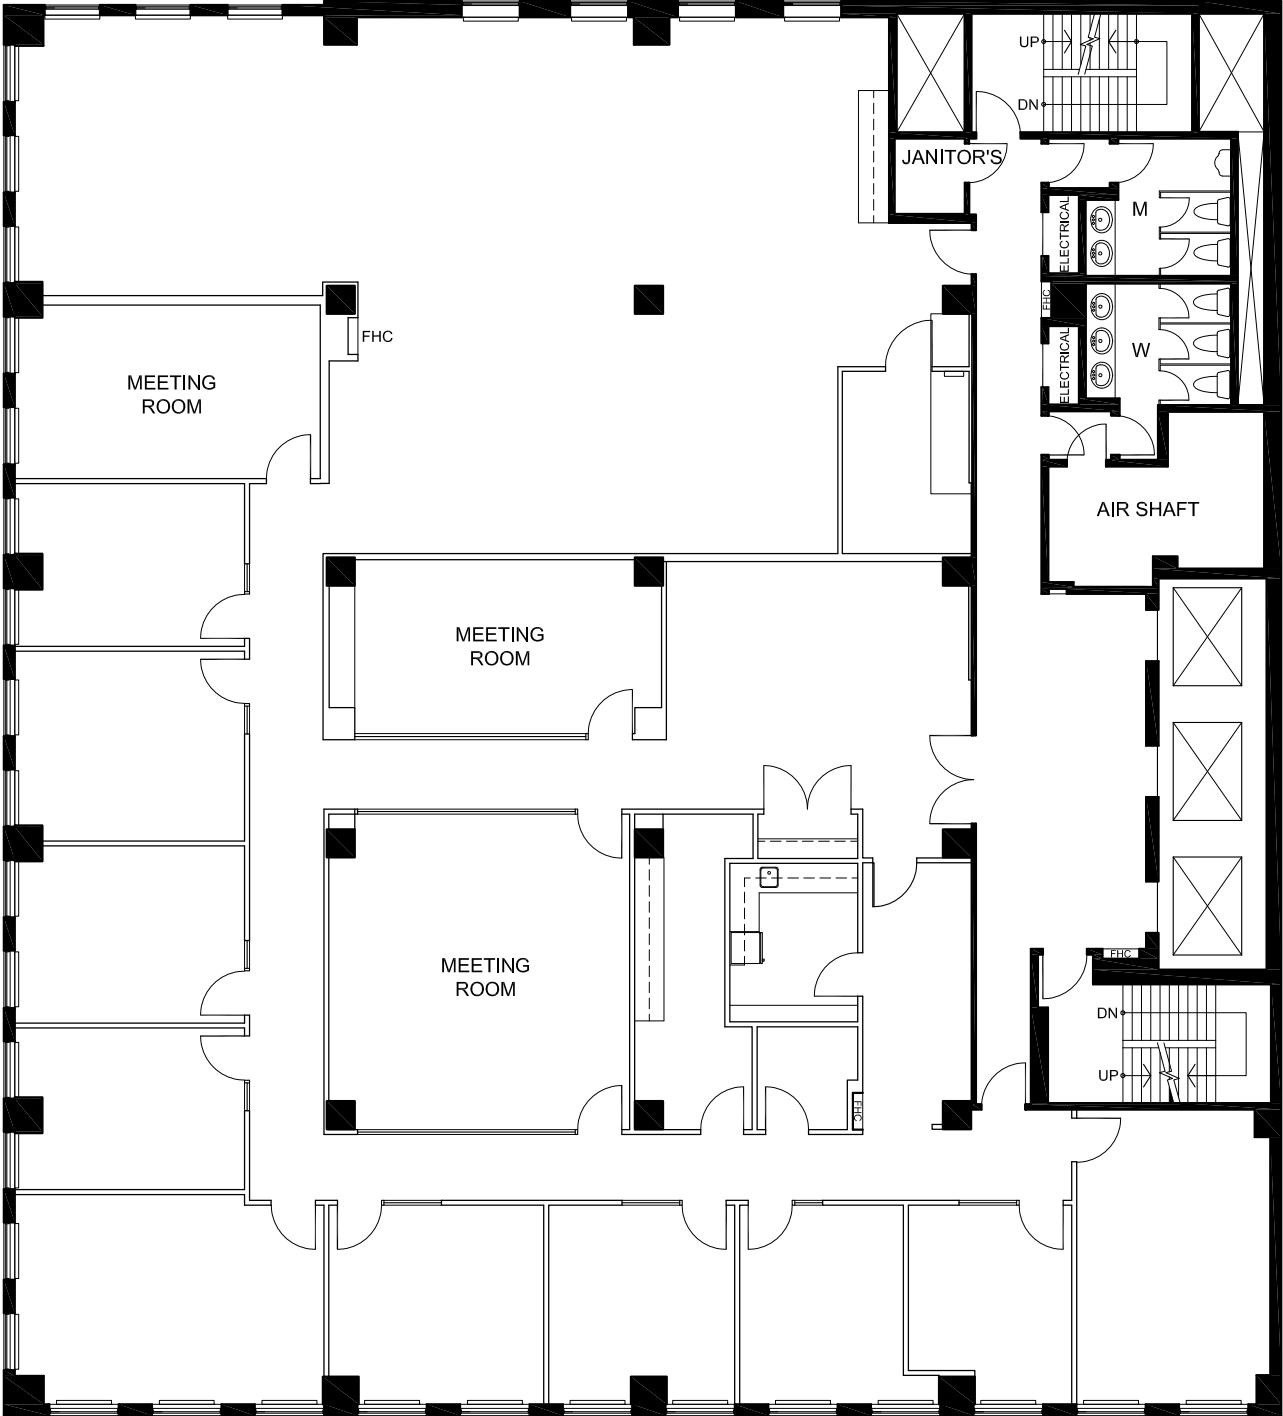 UP
DN
JANITOR'S
M
ELECTRICAL
FHC
FHC
W
ELECTRICAL
MEETING
ROOM
AIR SHAFT
MEETING
ROOM
MEETING
ROOM
FHC
DN
UP
FHC